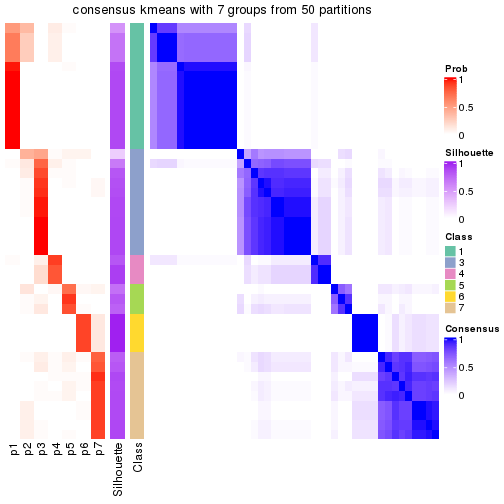 consensus kmeans with 7 groups from 50 partitions
Prob
1
0.5
0
Silhouette
1
0.5
0
Class
1
3
4
5
6
7
Consensus
1
0.5
0
p1
p2
p3
p4
p5
p6
p7
Silhouette
Class